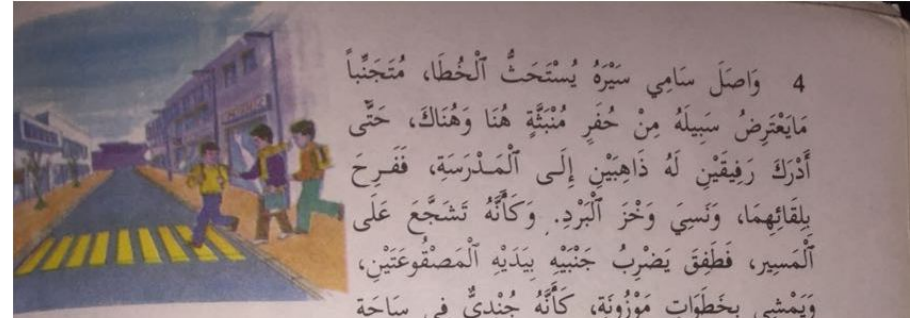 4 وَاصَلَ سَامِي سَيْرَهُ يُسْتَحَثُّ ٱلْخُطَا، مُتَجَنِّباً
مَايَعْتَرِضُ سَبِيلَهُ مِنْ حُفَرٍ مُنْبَثَّةٍ هُنَا وَهُنَاكَ، حَتَّى
أَدْرَكَ رَفِيقَيْنِ لَهُ ذَاهِبَيْنِ إِلَى ٱلْمَدْرَسَةِ، فَفَرِحَ
بِلِقَائِهِمَا، وَنَسِيَ وَخْزَ ٱلْبَرْدِ. وَكَأَنَّهُ تَشَجَّعَ عَلَى
ٱلْمَسِيرِ، فَطَفِقَ يَضْرِبُ جَنْبَيْهِ بِيَدَيْهِ ٱلْمَصْقُوعَتَيْنِ،
وَيَمْشِي بِخَطَوَاتٍ مَوْزُونَةٍ، كَأَنَّهُ جُنْدِيٌّ فِي سَاحَةِ